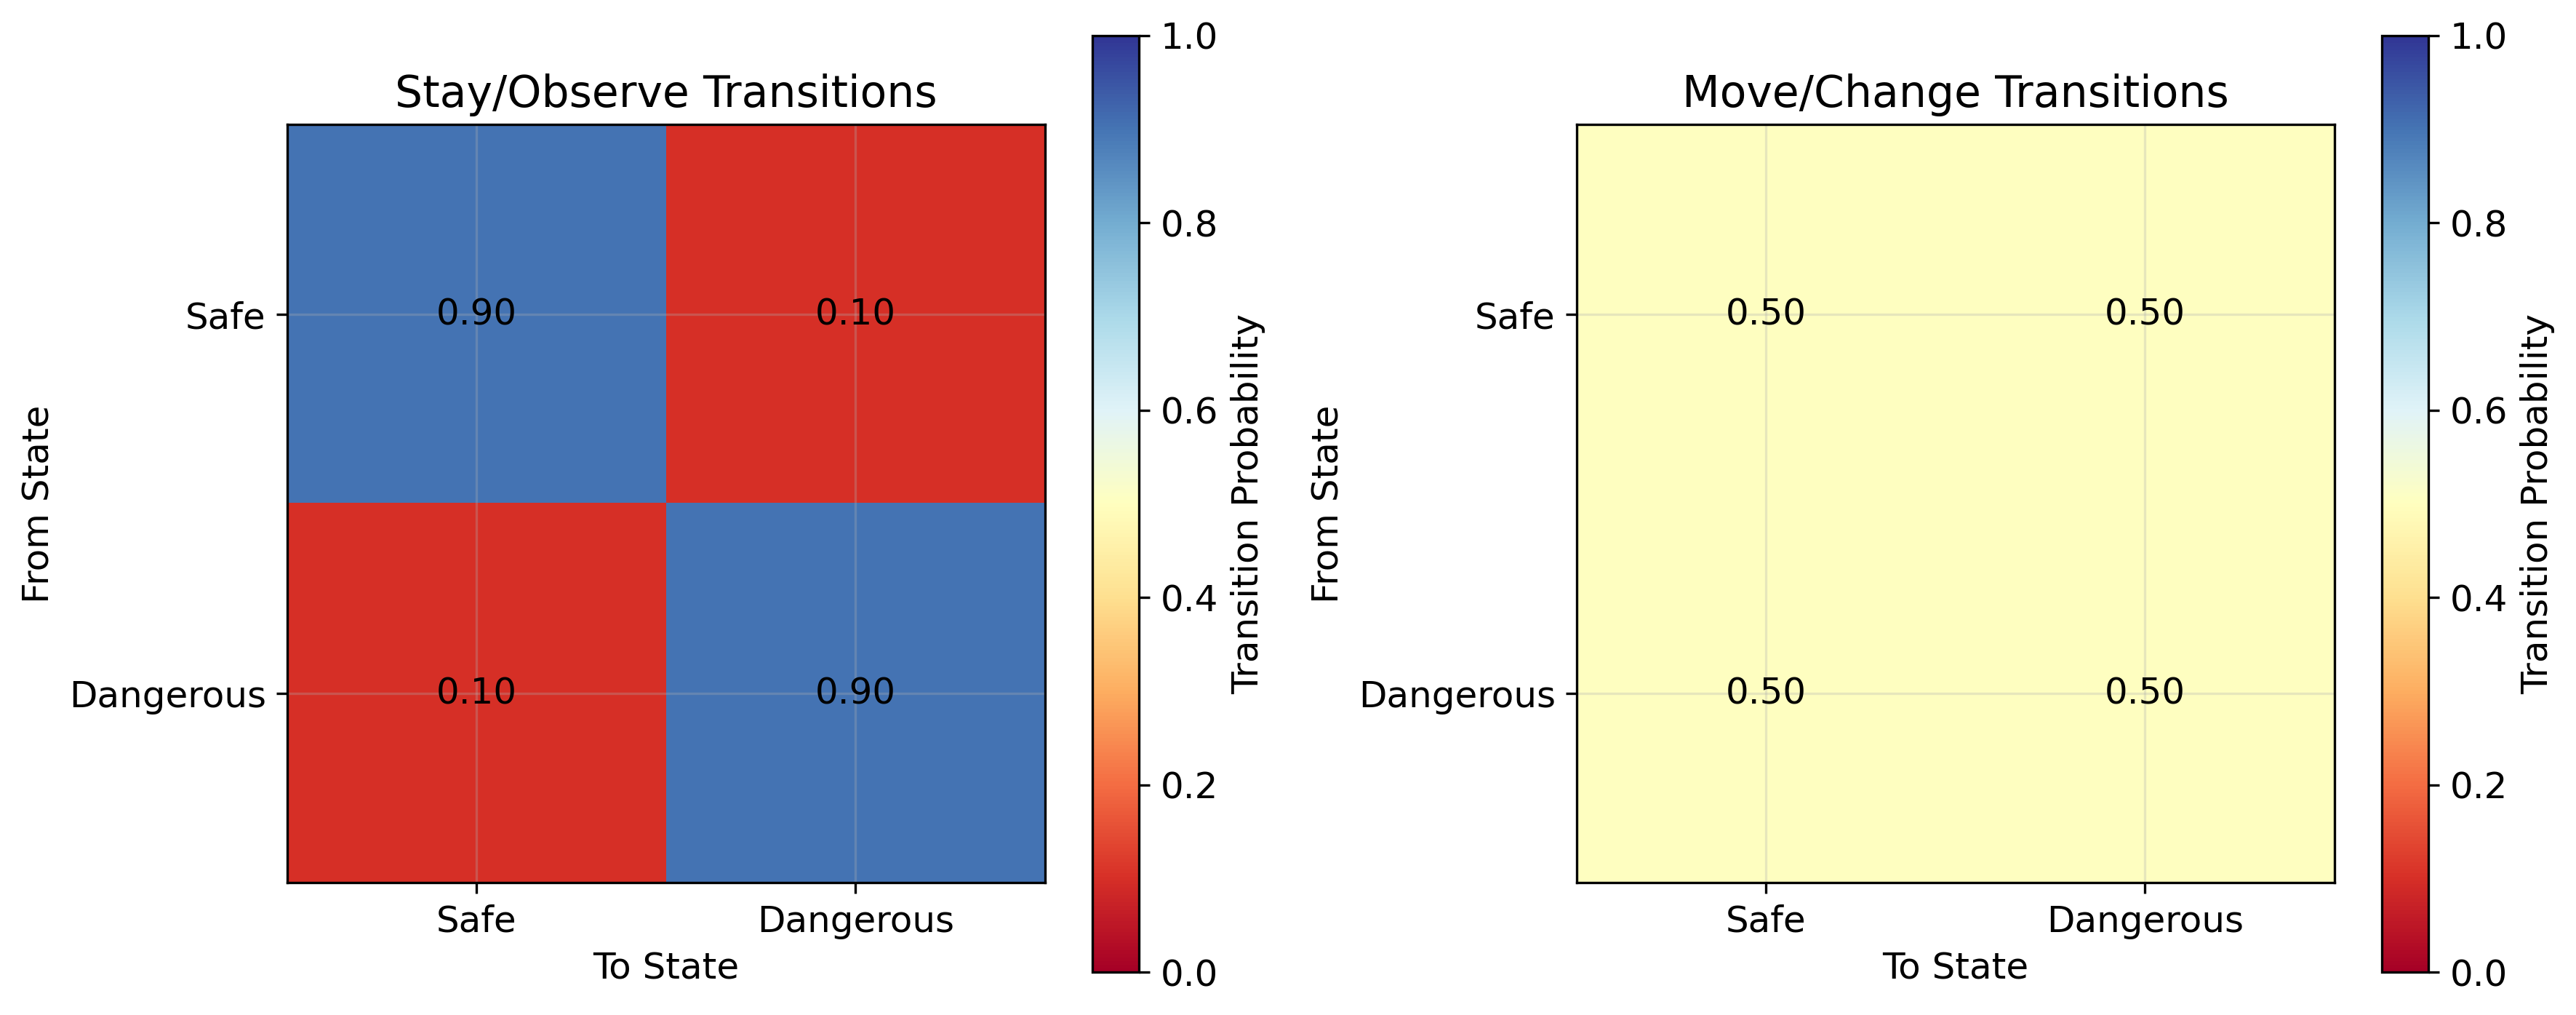 Stay/Observe Transitions
From State
Safe
0.90 0.10
Dangerous
0.10 0.90
Safe Dangerous
To State
1.0
0.8
0.6
0.4
0.2
0.0
Transition Probability
Move/Change Transitions
From State
Safe
0.50 0.50
Dangerous
0.50 0.50
Safe Dangerous
To State
1.0
0.8
0.6
0.4
0.2
0.0
Transition Probability